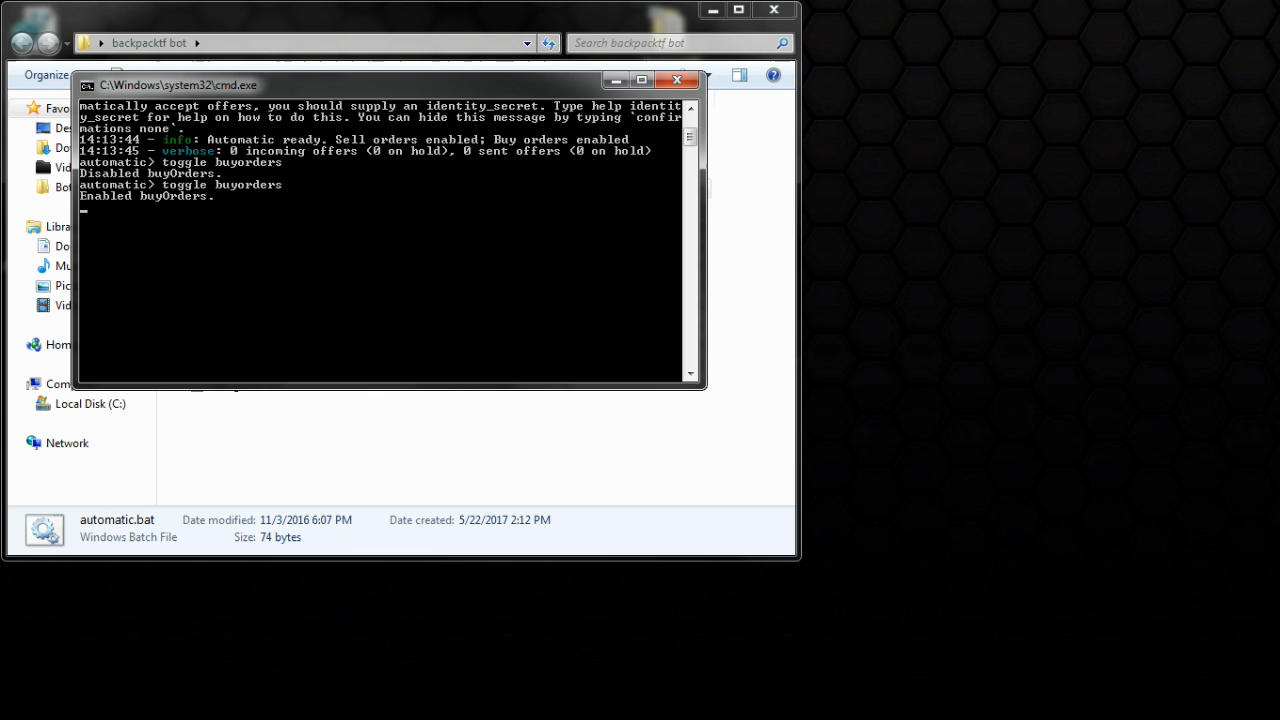 backpacktf bot
Search backpacktf bot
Organize
C:\Windows\system32\cmd.exe
matically accept offers, you should supply an identity_secret. Type help identit
y_secret for help on how to do this. You can hide this message by typing `confir
mations none`.
14:13:44 - info: Automatic ready. Sell orders enabled; Buy orders enabled
14:13:45 - verbose: 0 incoming offers (0 on hold), 0 sent offers (0 on hold)
automatic> toggle buyorders
Disabled buyOrders.
automatic> toggle buyorders
Enabled buyOrders.
Favo
Des
Do
Vid
Bot
Libra
Do
Mu
Pic
Vid
Hom
Comp
Local Disk (C:)
Network
automatic.bat Date modified: 11/3/2016 6:07 PM Date created: 5/22/2017 2:12 PM
Windows Batch File Size: 74 bytes